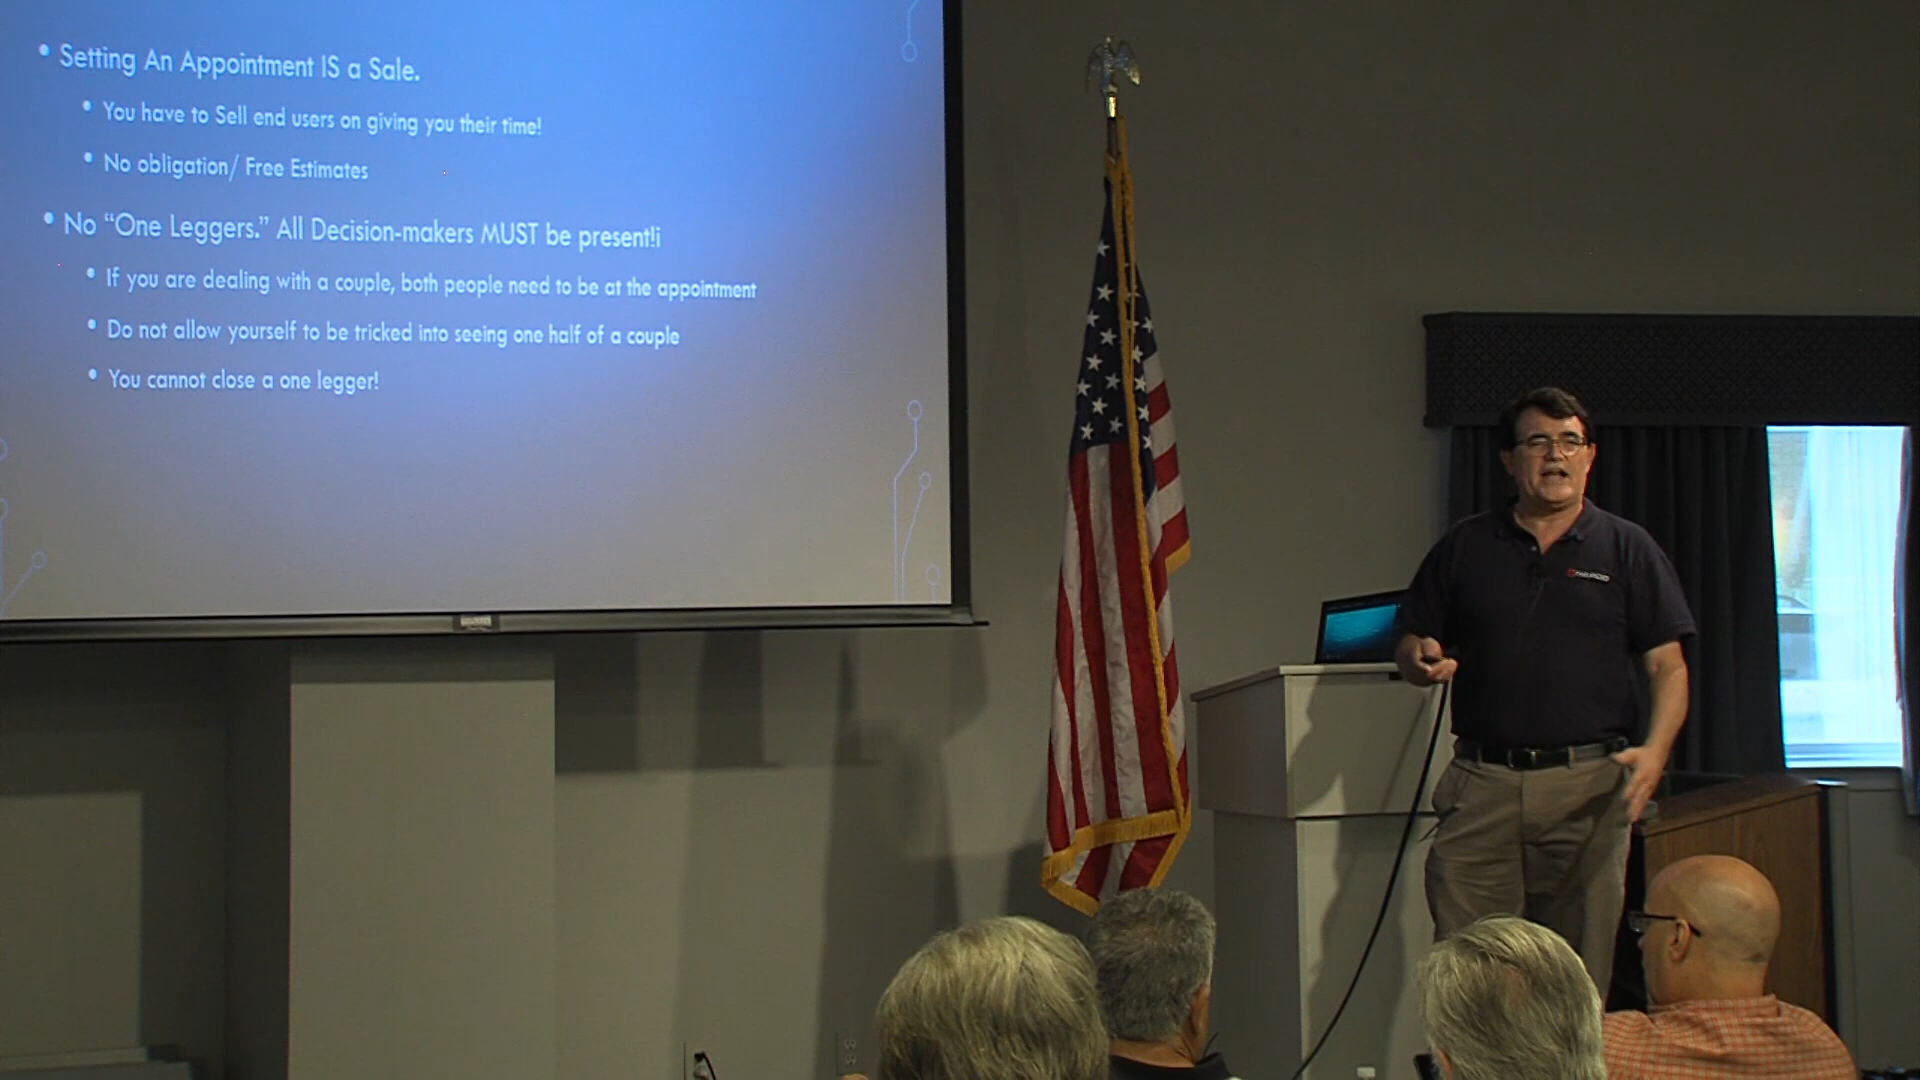 • Setting An Appointment IS a Sale.
• You have to Sell end users on giving you their time!
• No obligation/ Free Estimates
• No “One Leggers.” All Decision-makers MUST be present!i
• If you are dealing with a couple, both people need to be at the appointment
• Do not allow yourself to be tricked into seeing one half of a couple
• You cannot close a one legger!